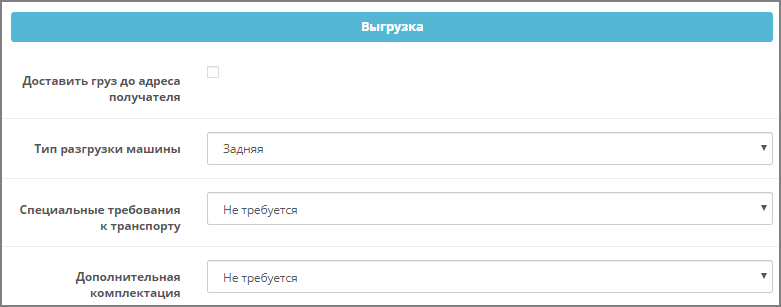 Выгрузка
Доставить груз до адреса
получателя
Тип разгрузки машины
Задняя
Специальные требования
к транспорту
Не требуется
Дополнительная
комплектация
Не требуется